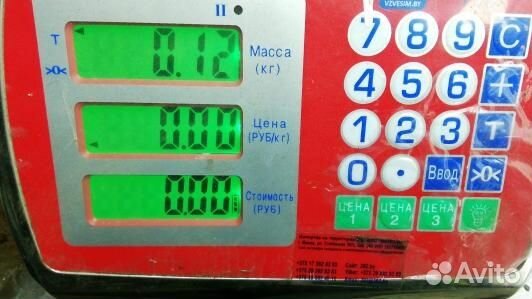 VZVESIM.BY
T
>0<
0.12
Масса
(кг)
0.00
Цена
(РУБ/кг)
0.00
Стоимость
(РУБ)
7 8 9 C
4 5 6 +
1 2 3 T
0 . Ввод >0<
ЦЕНА 1
ЦЕНА 2
ЦЕНА 3
Avito